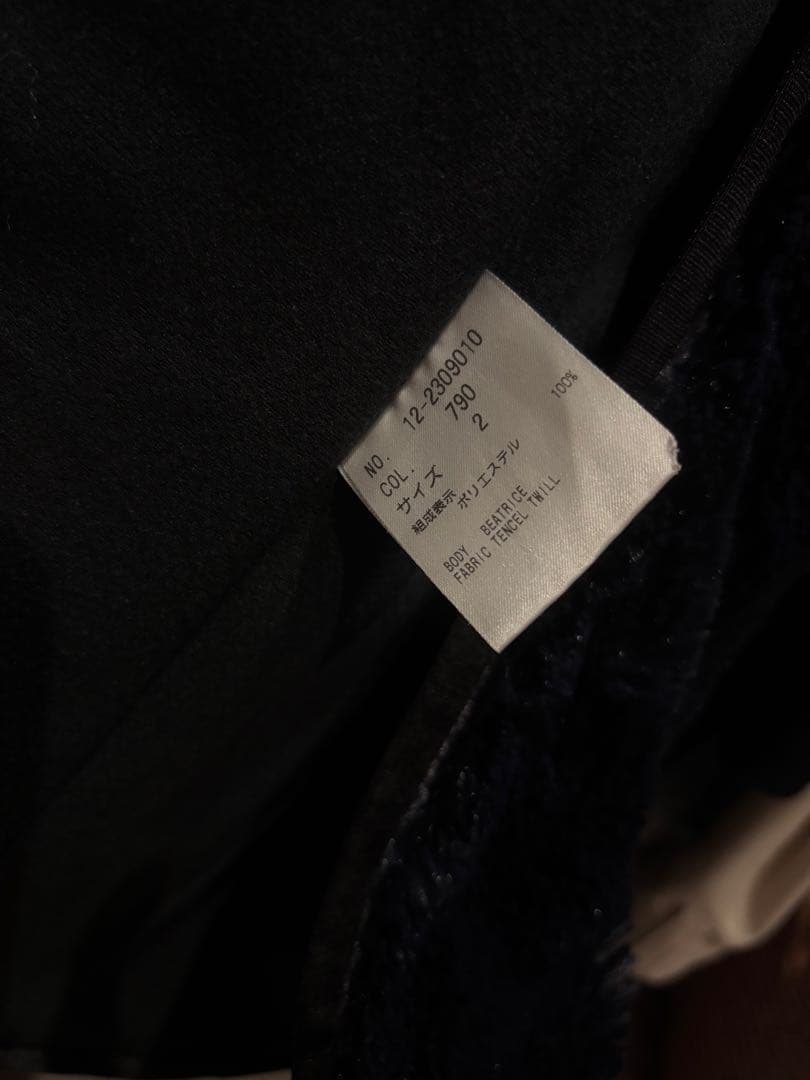 NO. 12-2309010
COL. 790
サイズ 2
組成表示 ポリエステル 100%
BODY BEATRICE
FABRIC TENCEL TWILL